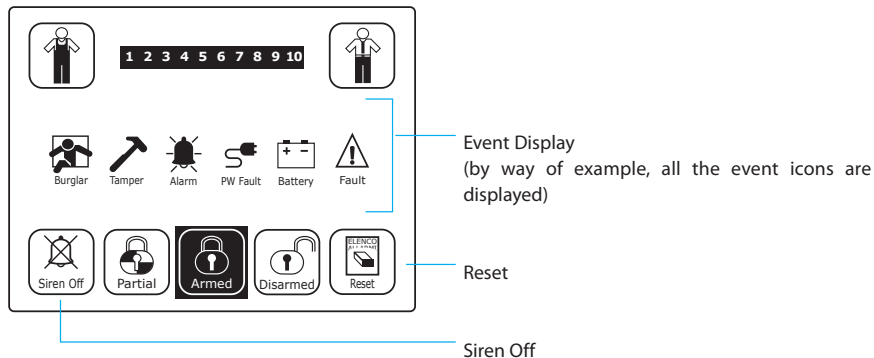 1 2 3 4 5 6 7 8 9 10
Burglar Tamper Alarm PW Fault Battery Fault
Event Display
(by way of example, all the event icons are
displayed)
ELENCO
ALLARMI
Siren Off Partial Armed Disarmed Reset
Reset
Siren Off